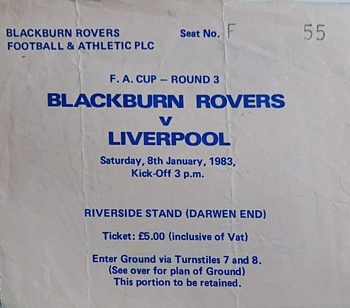 BLACKBURN ROVERS Seat No. F 55
FOOTBALL & ATHLETIC PLC
F. A. CUP — ROUND 3
BLACKBURN ROVERS
v
LIVERPOOL
Saturday, 8th January, 1983,
Kick-Off 3 p.m.
RIVERSIDE STAND (DARWEN END)
Ticket: £5.00 (inclusive of Vat)
Enter Ground via Turnstiles 7 and 8.
(See over for plan of Ground)
This portion to be retained.